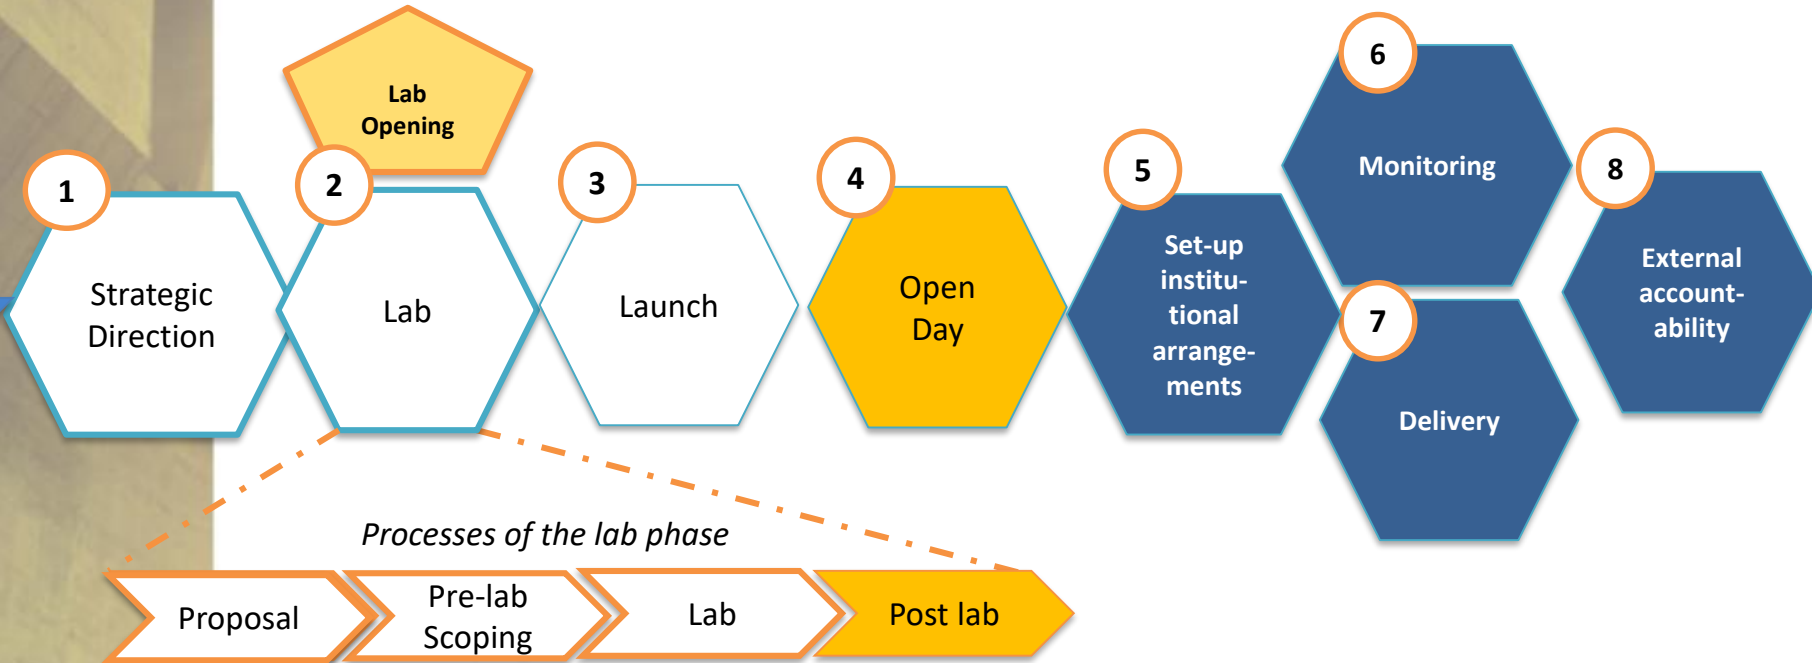 Lab
Opening
1
Strategic
Direction
2
Lab
3
Launch
4
Open
Day
5
Set-up
institu-
tional
arrange-
ments
6
Monitoring
7
Delivery
8
External
account-
ability
Processes of the lab phase
Proposal
Pre-lab
Scoping
Lab
Post lab